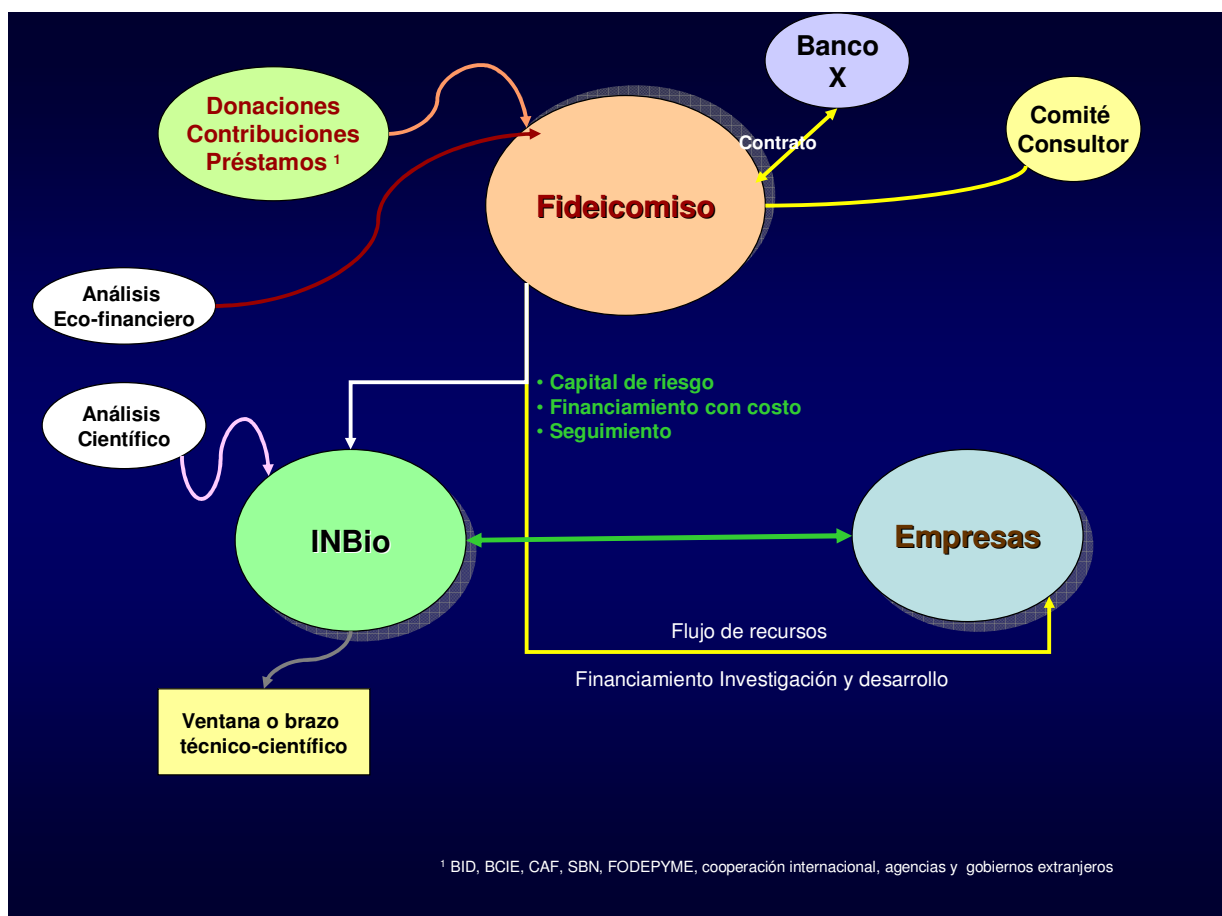 Banco
X
Donaciones
Contribuciones
Préstamos ¹
Comité
Consultor
Contrato
Fideicomiso
Análisis
Eco-financiero
• Capital de riesgo
• Financiamiento con costo
• Seguimiento
Análisis
Científico
INBio
Empresas
Flujo de recursos
Financiamiento Investigación y desarrollo
Ventana o brazo
técnico-científico
¹ BID, BCIE, CAF, SBN, FODEPYME, cooperación internacional, agencias y gobiernos extranjeros